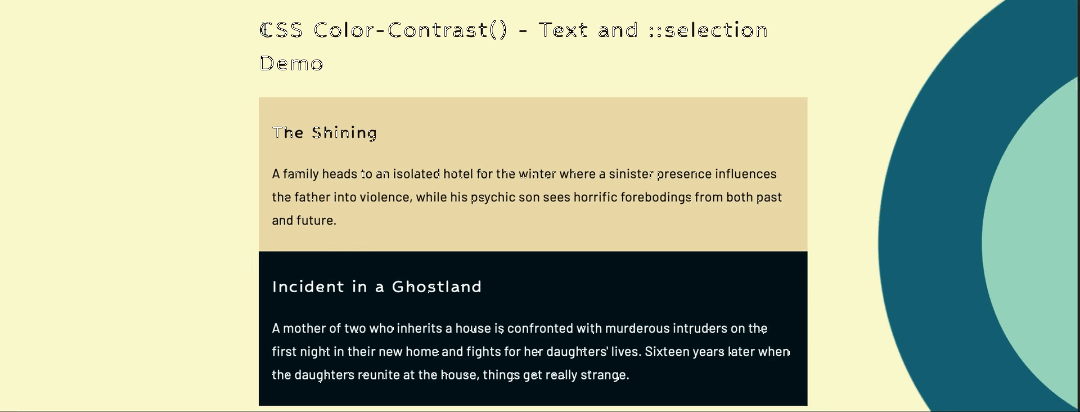 CSS Color-Contrast() - Text and ::selection
Demo
The Shining
A family heads to an isolated hotel for the winter where a sinister presence influences
the father into violence, while his psychic son sees horrific forebodings from both past
and future.
Incident in a Ghostland
A mother of two who inherits a house is confronted with murderous intruders on the
first night in their new home and fights for her daughters' lives. Sixteen years later when
the daughters reunite at the house, things get really strange.